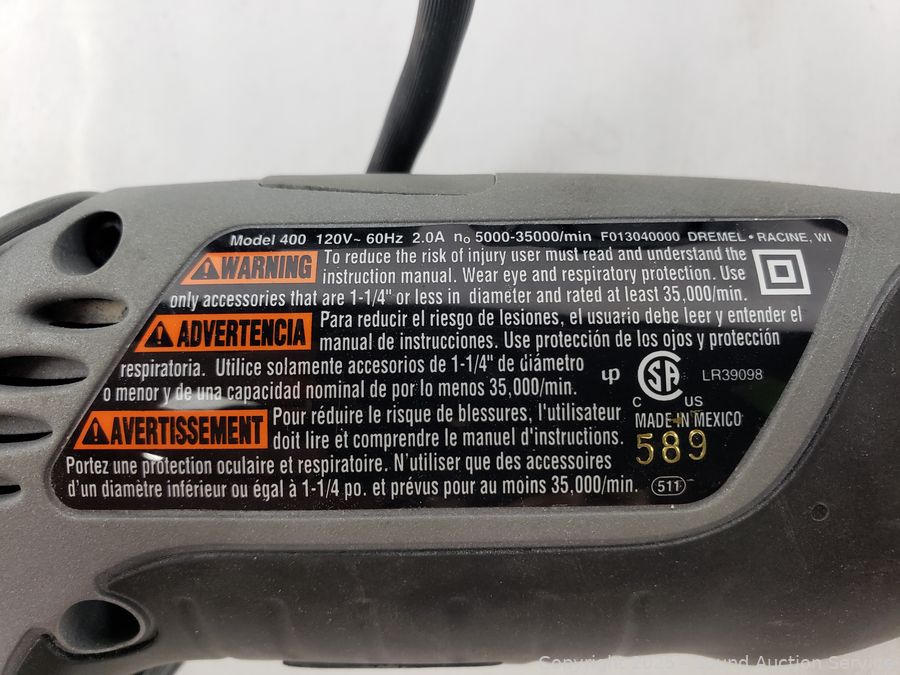 Model 400 120V~ 60Hz 2.0A no 5000-35000/min F013040000 DREMEL • RACINE, WI
WARNING To reduce the risk of injury user must read and understand the
instruction manual. Wear eye and respiratory protection. Use
only accessories that are 1-1/4" or less in diameter and rated at least 35,000/min.
ADVERTENCIA Para reducir el riesgo de lesiones, el usuario debe leer y entender el
manual de instrucciones. Use protección de los ojos y protección
respiratoria. Utilice solamente accesorios de 1-1/4" de diámetro
o menor y de una capacidad nominal de por lo menos 35,000/min.
AVERTISSEMENT Pour réduire le risque de blessures, l'utilisateur
doit lire et comprendre le manuel d'instructions.
Portez une protection oculaire et respiratoire. N'utiliser que des accessoires
d'un diamètre inférieur ou égal à 1-1/4 po. et prévus pour au moins 35,000/min.
LR39098
C US
MADE IN MEXICO
589
511
Copyright 2025 - Sound Auction Service